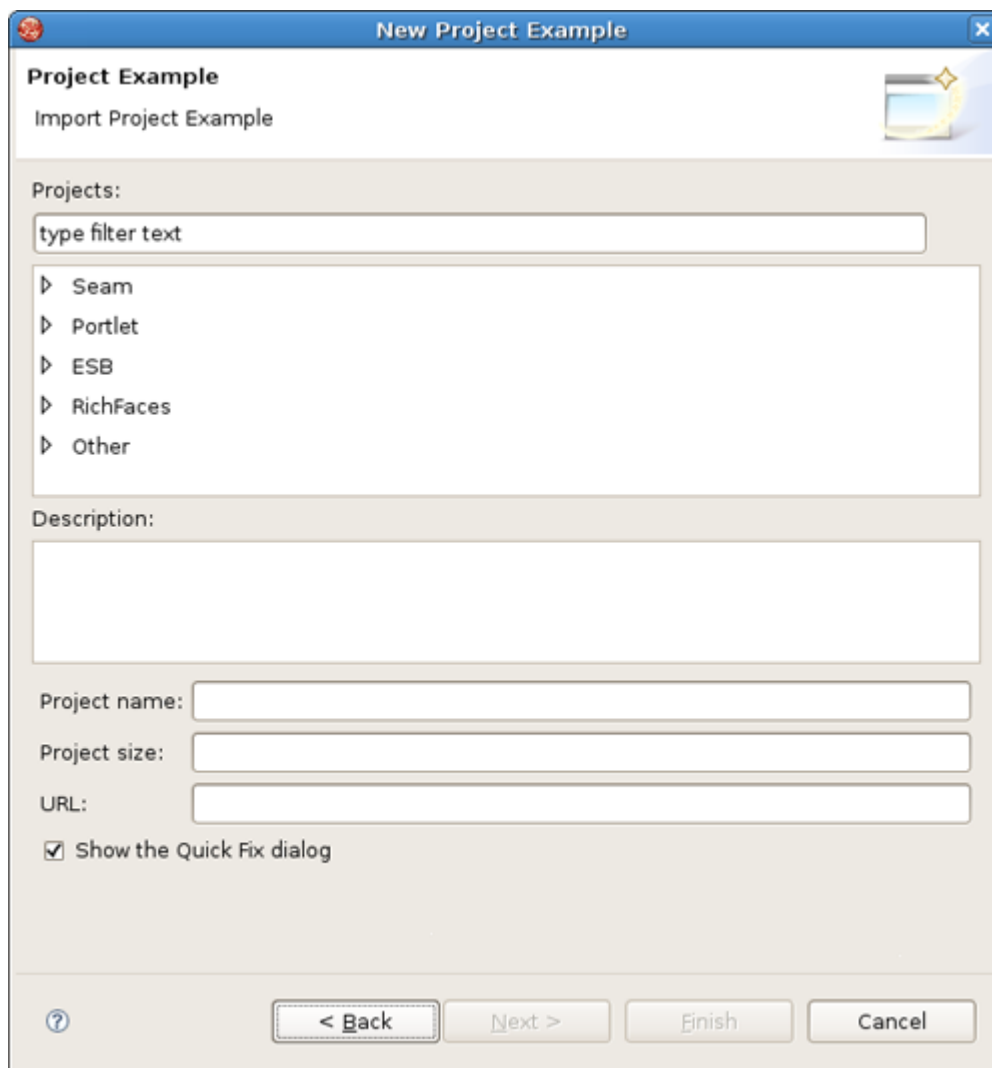 New Project Example
Project Example
Import Project Example
Projects:
type filter text
Seam
Portlet
ESB
RichFaces
Other
Description:
Project name:
Project size:
URL:
Show the Quick Fix dialog
? < Back Next > Finish Cancel